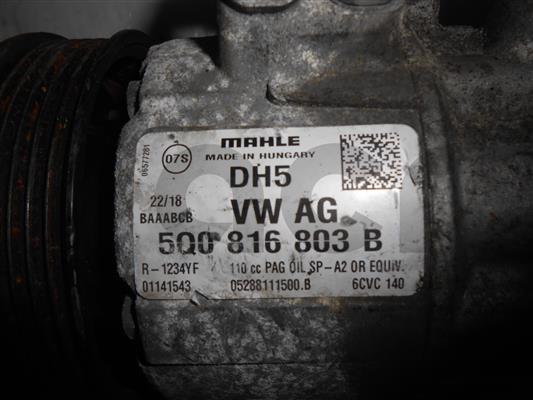 MAHLE
MADE IN HUNGARY
07S
06577281
DH5
22/18
BAAABCB
VW AG
5Q0 816 803 B
R-1234YF / 110 cc PAG OIL SP-A2 OR EQUIV.
01141543 05288111500.B 6CVC 140